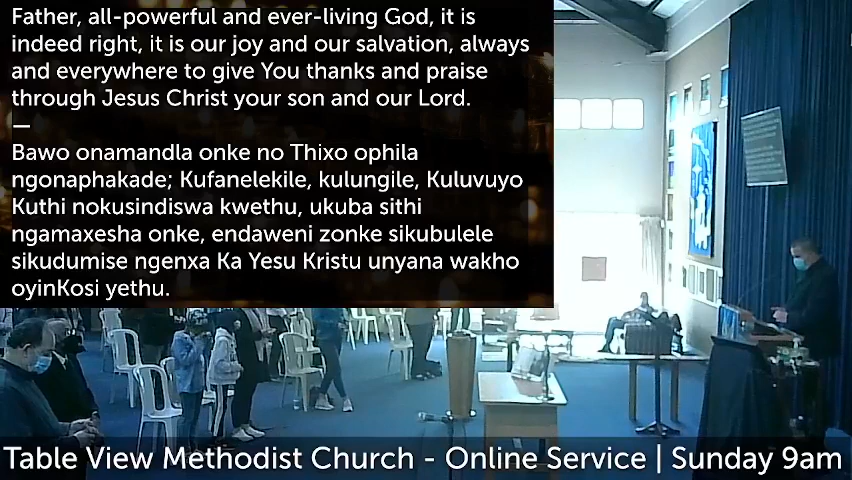 Father, all-powerful and ever-living God, it is
indeed right, it is our joy and our salvation, always
and everywhere to give You thanks and praise
through Jesus Christ your son and our Lord.
—
Bawo onamandla onke no Thixo ophila
ngonaphakade; Kufanelekile, kulungile, Kuluvuyo
Kuthi nokusindiswa kwethu, ukuba sithi
ngamaxesha onke, endaweni zonke sikubulele
sikudumise ngenxa Ka Yesu Kristu unyana wakho
oyinKosi yethu.
Table View Methodist Church - Online Service | Sunday 9am